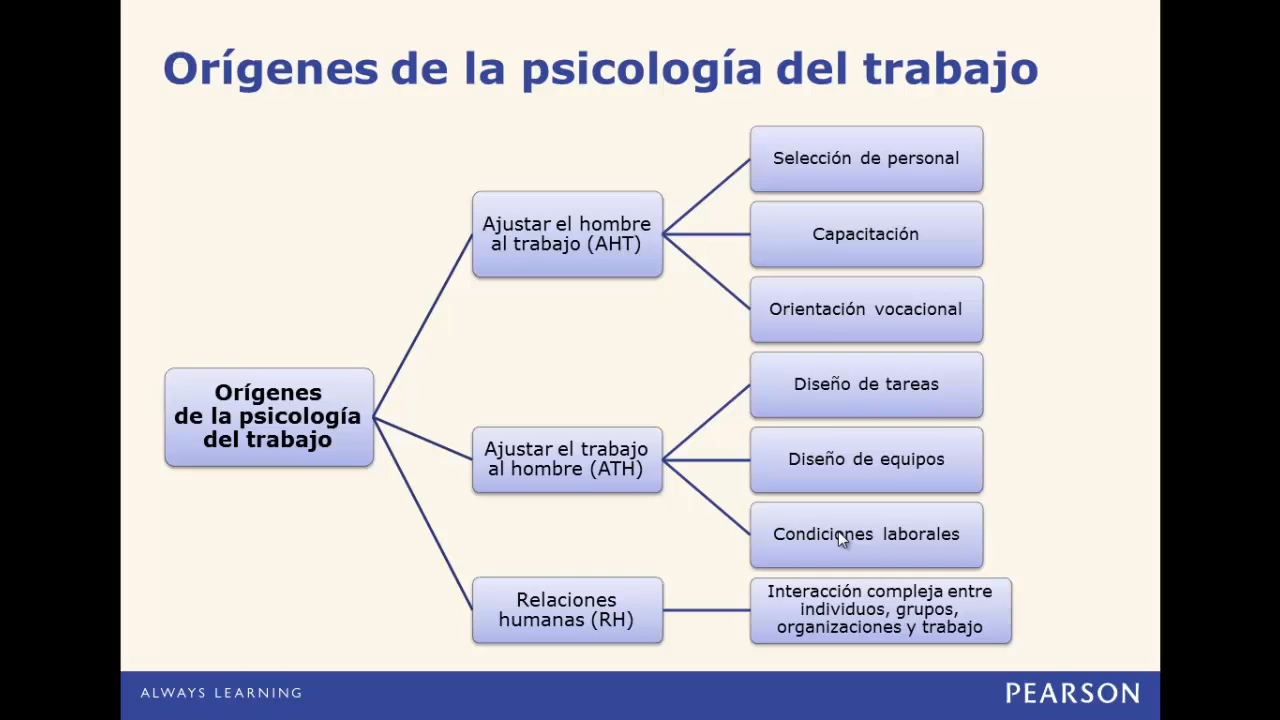 Orígenes de la psicología del trabajo
Selección de personal
Ajustar el hombre
al trabajo (AHT)
Capacitación
Orientación vocacional
Orígenes
de la psicología
del trabajo
Diseño de tareas
Ajustar el trabajo
al hombre (ATH)
Diseño de equipos
Condiciones laborales
Relaciones
humanas (RH)
Interacción compleja entre
individuos, grupos,
organizaciones y trabajo
ALWAYS LEARNING
PEARSON